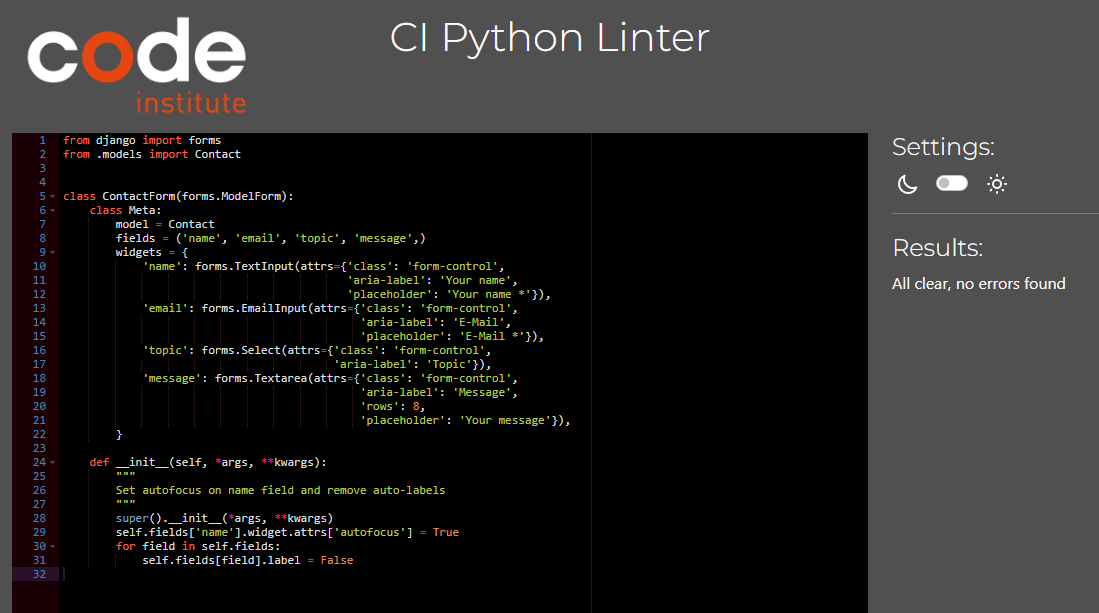 code
institute
CI Python Linter
1 from django import forms
2 from .models import Contact
3
4
5 class ContactForm(forms.ModelForm):
6     class Meta:
7         model = Contact
8         fields = ('name', 'email', 'topic', 'message',)
9         widgets = {
10             'name': forms.TextInput(attrs={'class': 'form-control',
11                                            'aria-label': 'Your name',
12                                            'placeholder': 'Your name *'}),
13             'email': forms.EmailInput(attrs={'class': 'form-control',
14                                              'aria-label': 'E-Mail',
15                                              'placeholder': 'E-Mail *'}),
16             'topic': forms.Select(attrs={'class': 'form-control',
17                                          'aria-label': 'Topic'}),
18             'message': forms.Textarea(attrs={'class': 'form-control',
19                                              'aria-label': 'Message',
20                                              'rows': 8,
21                                              'placeholder': 'Your message'}),
22         }
23
24     def __init__(self, *args, **kwargs):
25         """
26         Set autofocus on name field and remove auto-labels
27         """
28         super().__init__(*args, **kwargs)
29         self.fields['name'].widget.attrs['autofocus'] = True
30         for field in self.fields:
31             self.fields[field].label = False
32
Settings:
Results:
All clear, no errors found